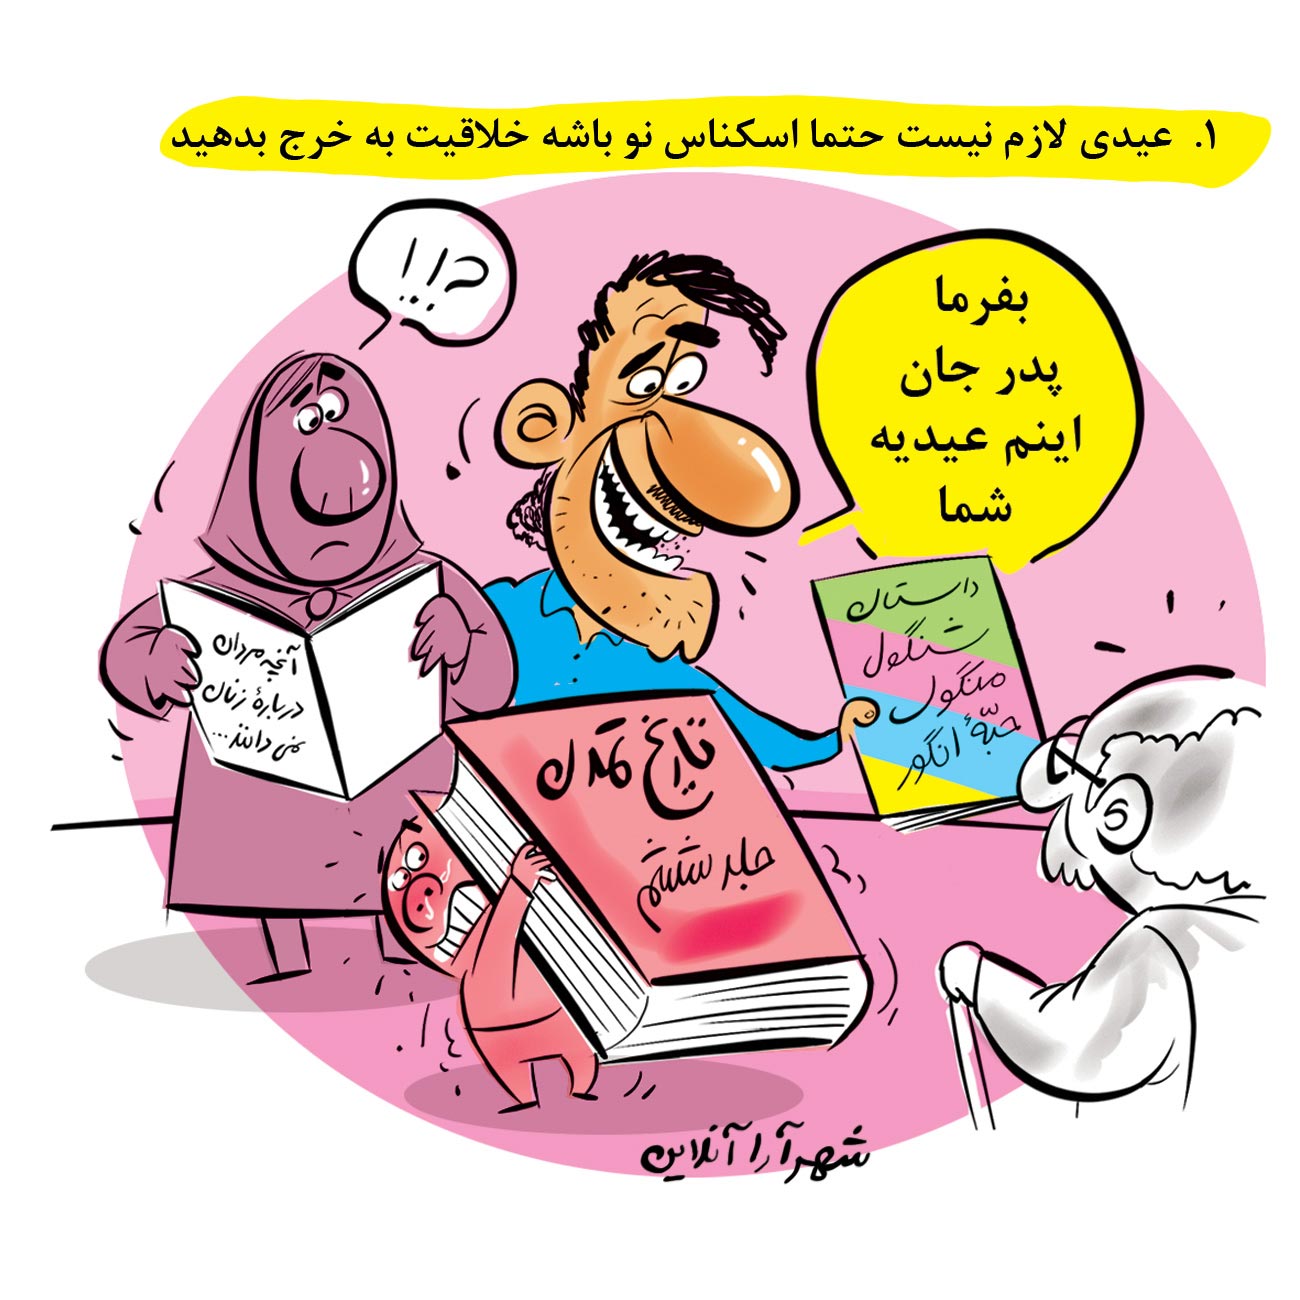 ۱. عیدی لازم نیست حتما اسکناس نو باشه خلاقیت به خرج بدهید
؟!!
بفرما
پدر جان
اینم عیدیه
شما
داستان
شنگول
منگول
حبّهٔ انگور
آنچه مردان
دربارهٔ زنان
نمی دانند...
تاریخ تمدن
جلد ششم
شهرآرا آنلاین